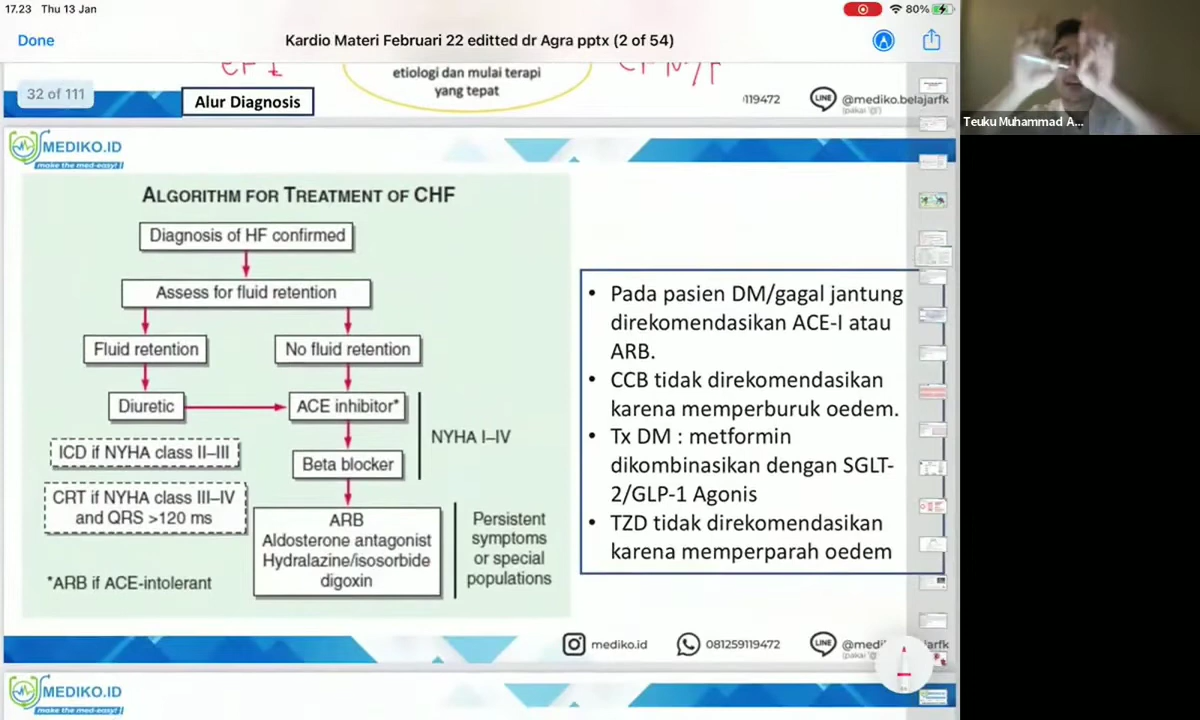 17.23 Thu 13 Jan
80%
Done
Kardio Materi Februari 22 editted dr Agra pptx (2 of 54)
32 of 111
etiologi dan mulai terapi
yang tepat
Alur Diagnosis
119472
LINE
@mediko.belajarfk
(pakai '@')
Teuku Muhammad A...
MEDIKO.ID
make the med-easy!
ALGORITHM FOR TREATMENT OF CHF
Diagnosis of HF confirmed
Assess for fluid retention
Fluid retention
No fluid retention
Diuretic
ACE inhibitor*
NYHA I–IV
ICD if NYHA class II–III
Beta blocker
CRT if NYHA class III–IV
and QRS >120 ms
ARB
Aldosterone antagonist
Hydralazine/isosorbide
digoxin
Persistent
symptoms
or special
populations
*ARB if ACE-intolerant
• Pada pasien DM/gagal jantung
direkomendasikan ACE-I atau
ARB.
• CCB tidak direkomendasikan
karena memperburuk oedem.
• Tx DM : metformin
dikombinasikan dengan SGLT-
2/GLP-1 Agonis
• TZD tidak direkomendasikan
karena memperparah oedem
mediko.id
081259119472
LINE
@medi
fk
(pakai '@')
MEDIKO.ID
make the med-easy!